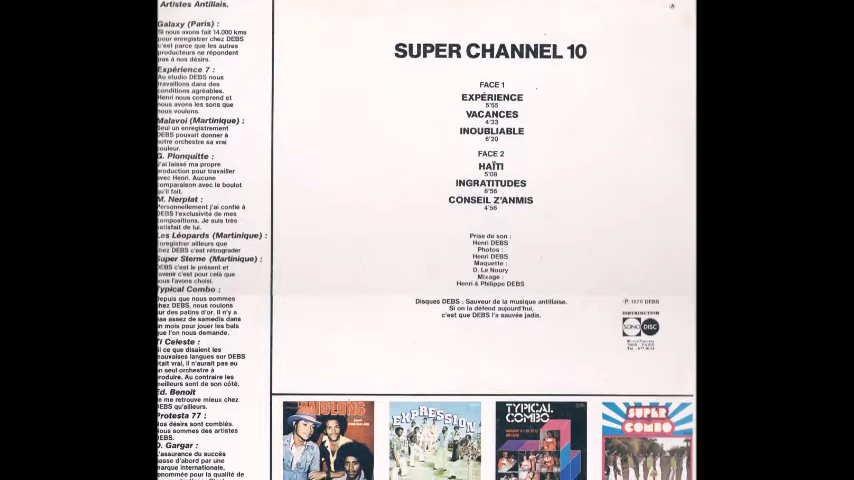 Artistes Antillais.
Galaxy (Paris) :
Si nous avons fait 14.000 kms
pour enregistrer chez DEBS
c'est parce que les autres
producteurs ne répondent
pas à nos désirs.
Expérience 7 :
Au studio DEBS nous
travaillons dans des
conditions agréables.
Henri nous comprend et
nous avons les sons que
nous voulons.
Malavoi (Martinique) :
Seul un enregistrement
DEBS pouvait donner à
notre orchestre sa vrai
couleur.
G. Plonquitte :
J'ai laissé ma propre
production pour travailler
avec Henri. Aucune
comparaison avec le boulot
qu'il fait.
M. Nerplat :
Personnellement j'ai confié à
DEBS l'exclusivité de mes
compositions. Je suis très
satisfait de lui.
Les Léopards (Martinique) :
Enregistrer ailleurs que
chez DEBS c'est rétrograder
Super Sterne (Martinique) :
DEBS c'est le présent et
l'avenir c'est pour cela que
nous l'avons choisi.
Typical Combo :
Depuis que nous sommes
chez DEBS, nous roulons
sur des patins d'or. Il n'y a
pas assez de samedis dans
un mois pour jouer les bals
que l'on nous demande.
Ti Celeste :
Si ce que disaient les
mauvaises langues sur DEBS
était vrai, il n'aurait pas eu
un seul orchestre à
produire. Au contraire les
meilleurs sont de son côté.
Ed. Benoit
Je me retrouve mieux chez
DEBS qu'ailleurs.
Protesta 77 :
Nos désirs sont comblés.
Nous sommes des artistes
DEBS.
D. Gargar :
L'assurance du succès
passe d'abord par une
marque internationale,
renommée pour la qualité de
SUPER CHANNEL 10
FACE 1
EXPÉRIENCE
5'55
VACANCES
4'33
INOUBLIABLE
6'20
FACE 2
HAÏTI
5'08
INGRATITUDES
6'56
CONSEIL Z'ANMIS
4'56
Prise de son :
Henri DEBS
Photos :
Henri DEBS
Maquette :
D. Le Noury
Mixage :
Henri & Philippe DEBS
Disques DEBS : Sauveur de la musique antillaise.
Si on la défend aujourd'hui,
c'est que DEBS l'a sauvée jadis.
DEBS
DISTRIBUTION
SONO DISC
AIGLONS
EXPRESSION
TYPICAL
COMBO
SUPER
COMBO